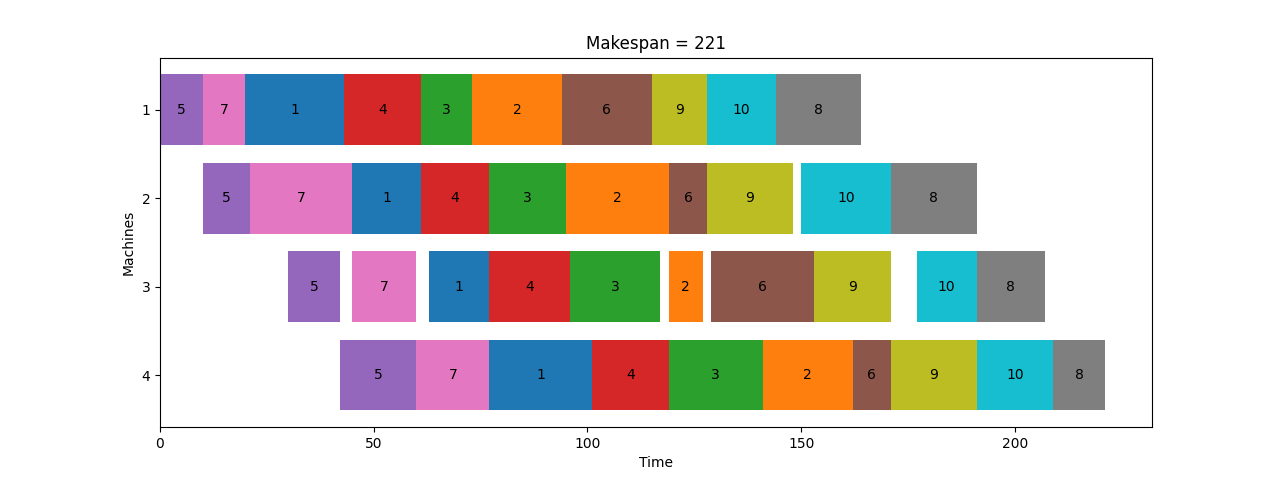 Makespan = 221
Machines
1 5 7 1 4 3 2 6 9 10 8
2 5 7 1 4 3 2 6 9 10 8
3 5 7 1 4 3 2 6 9 10 8
4 5 7 1 4 3 2 6 9 10 8
0 50 100 150 200
Time